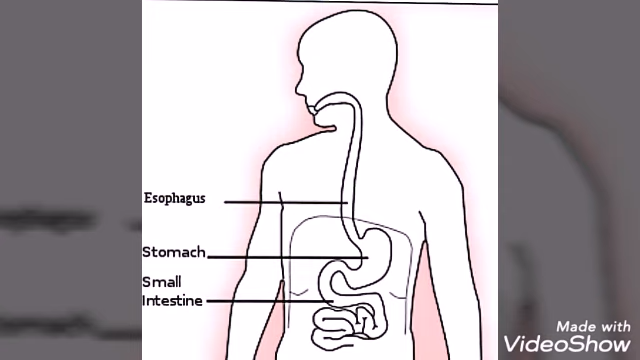 Esophagus
Stomach
Small
Intestine
Made with
VideoShow